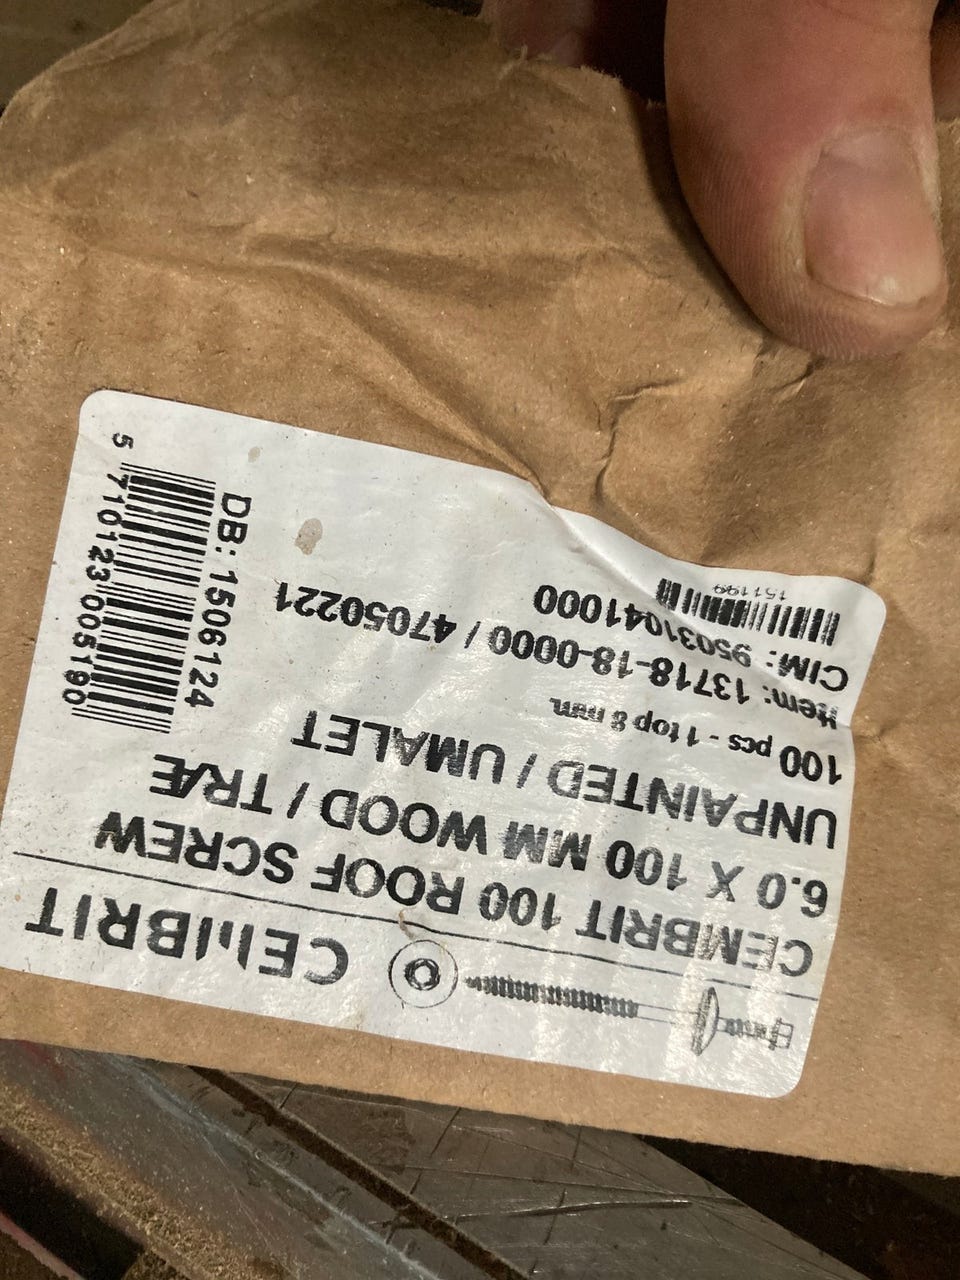 CEMBRIT
CEMBRIT 100 ROOF SCREW
6.0 X 100 MM WOOD / TRÆ
UNPAINTED / UMALET
100 pcs - 1 top 8 mm.
Item: 13718-18-0000 / 47050221
CIM: 95031041000
151199
DB: 1506124
5 710123 005190